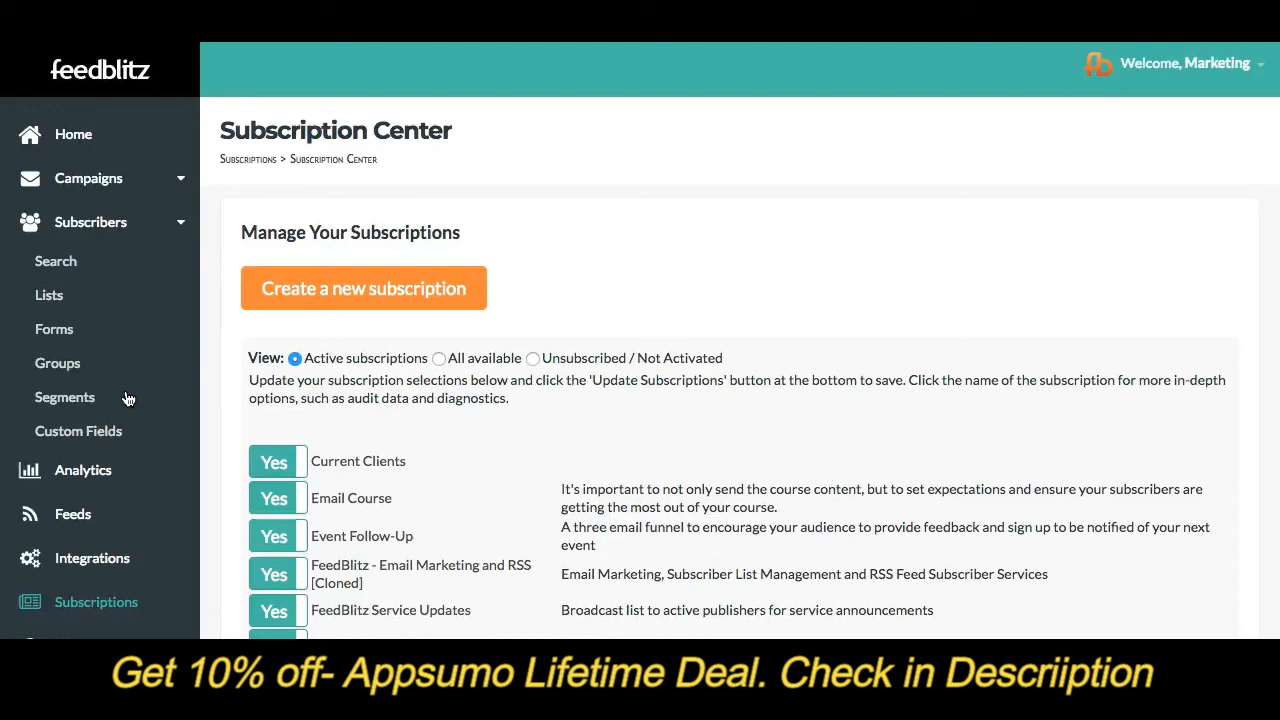 feedblitz
Welcome, Marketing
Home
Campaigns
Subscribers
Search
Lists
Forms
Groups
Segments
Custom Fields
Analytics
Feeds
Integrations
Subscriptions
Subscription Center
Subscriptions > Subscription Center
Manage Your Subscriptions
Create a new subscription
View: Active subscriptions All available Unsubscribed / Not Activated
Update your subscription selections below and click the 'Update Subscriptions' button at the bottom to save. Click the name of the subscription for more in-depth
options, such as audit data and diagnostics.
Yes Current Clients
Yes Email Course
It's important to not only send the course content, but to set expectations and ensure your subscribers are
getting the most out of your course.
Yes Event Follow-Up
A three email funnel to encourage your audience to provide feedback and sign up to be notified of your next
event
Yes FeedBlitz - Email Marketing and RSS
[Cloned]
Email Marketing, Subscriber List Management and RSS Feed Subscriber Services
Yes FeedBlitz Service Updates
Broadcast list to active publishers for service announcements
Get 10% off- Appsumo Lifetime Deal. Check in Descriiption